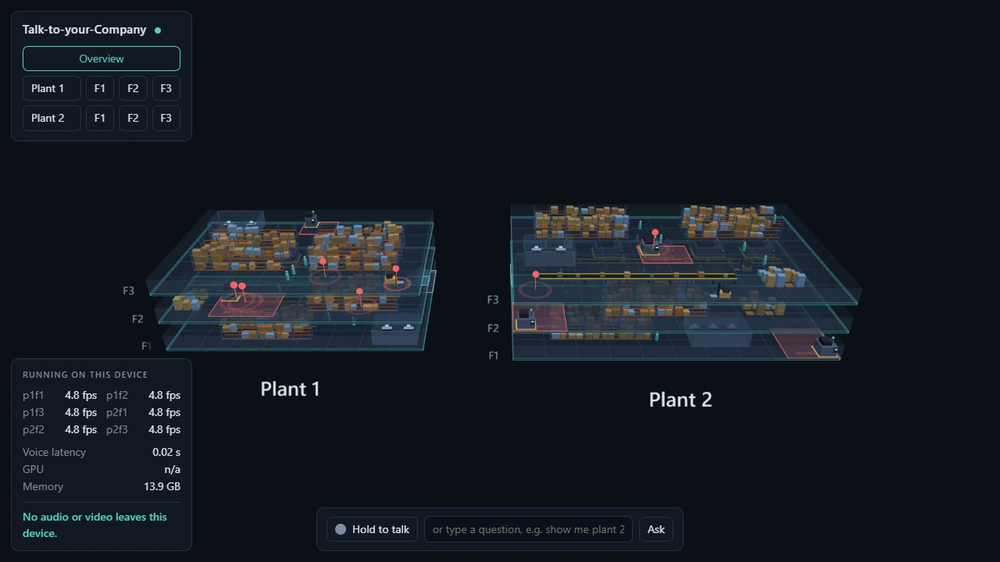 Talk-to-your-Company
Overview
Plant 1 F1 F2 F3
Plant 2 F1 F2 F3
F3
F2
F1
Plant 1
F3
F2
F1
Plant 2
RESTRICTED
RUNNING ON THIS DEVICE
p1f1 4.8 fps p1f2 4.8 fps
p1f3 4.8 fps p2f1 4.8 fps
p2f2 4.8 fps p2f3 4.8 fps
Voice latency 0.02 s
GPU n/a
Memory 13.9 GB
No audio or video leaves this
device.
Hold to talk
or type a question, e.g. show me plant 2
Ask